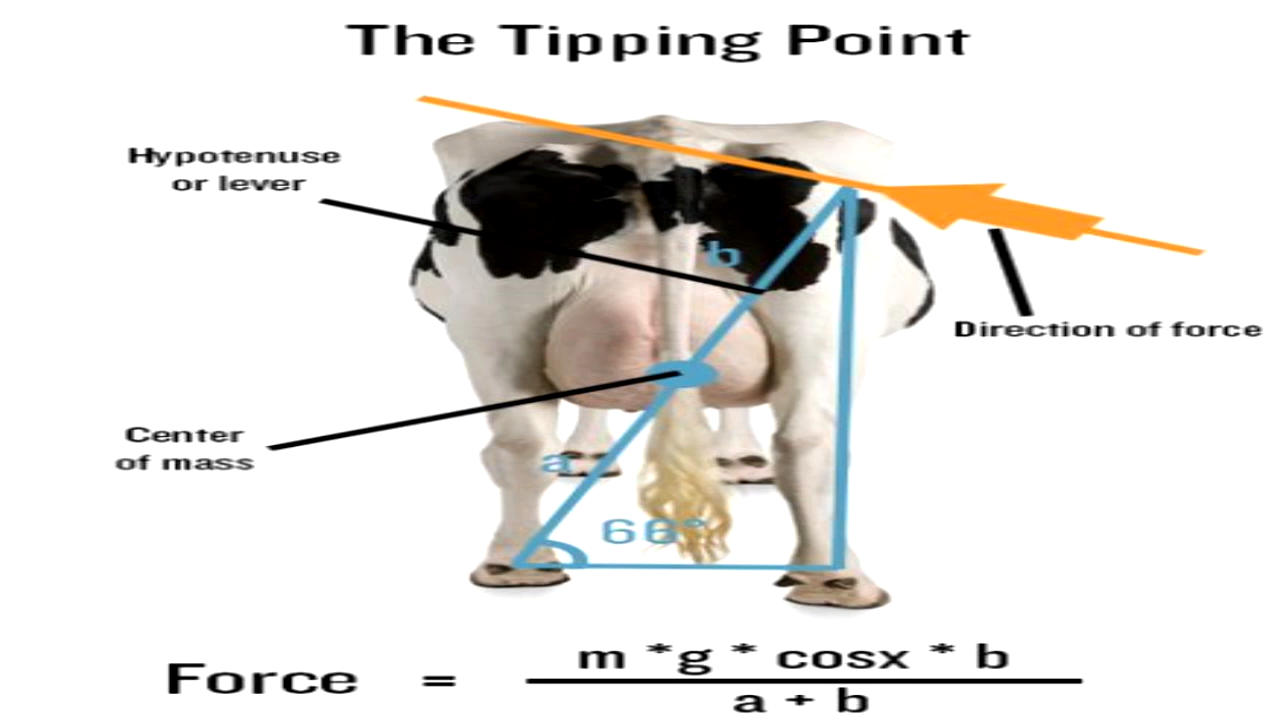 The Tipping Point
Hypotenuse
or lever
b
Direction of force
Center
of mass
a
66°
Force = m *g * cosx * b
a + b